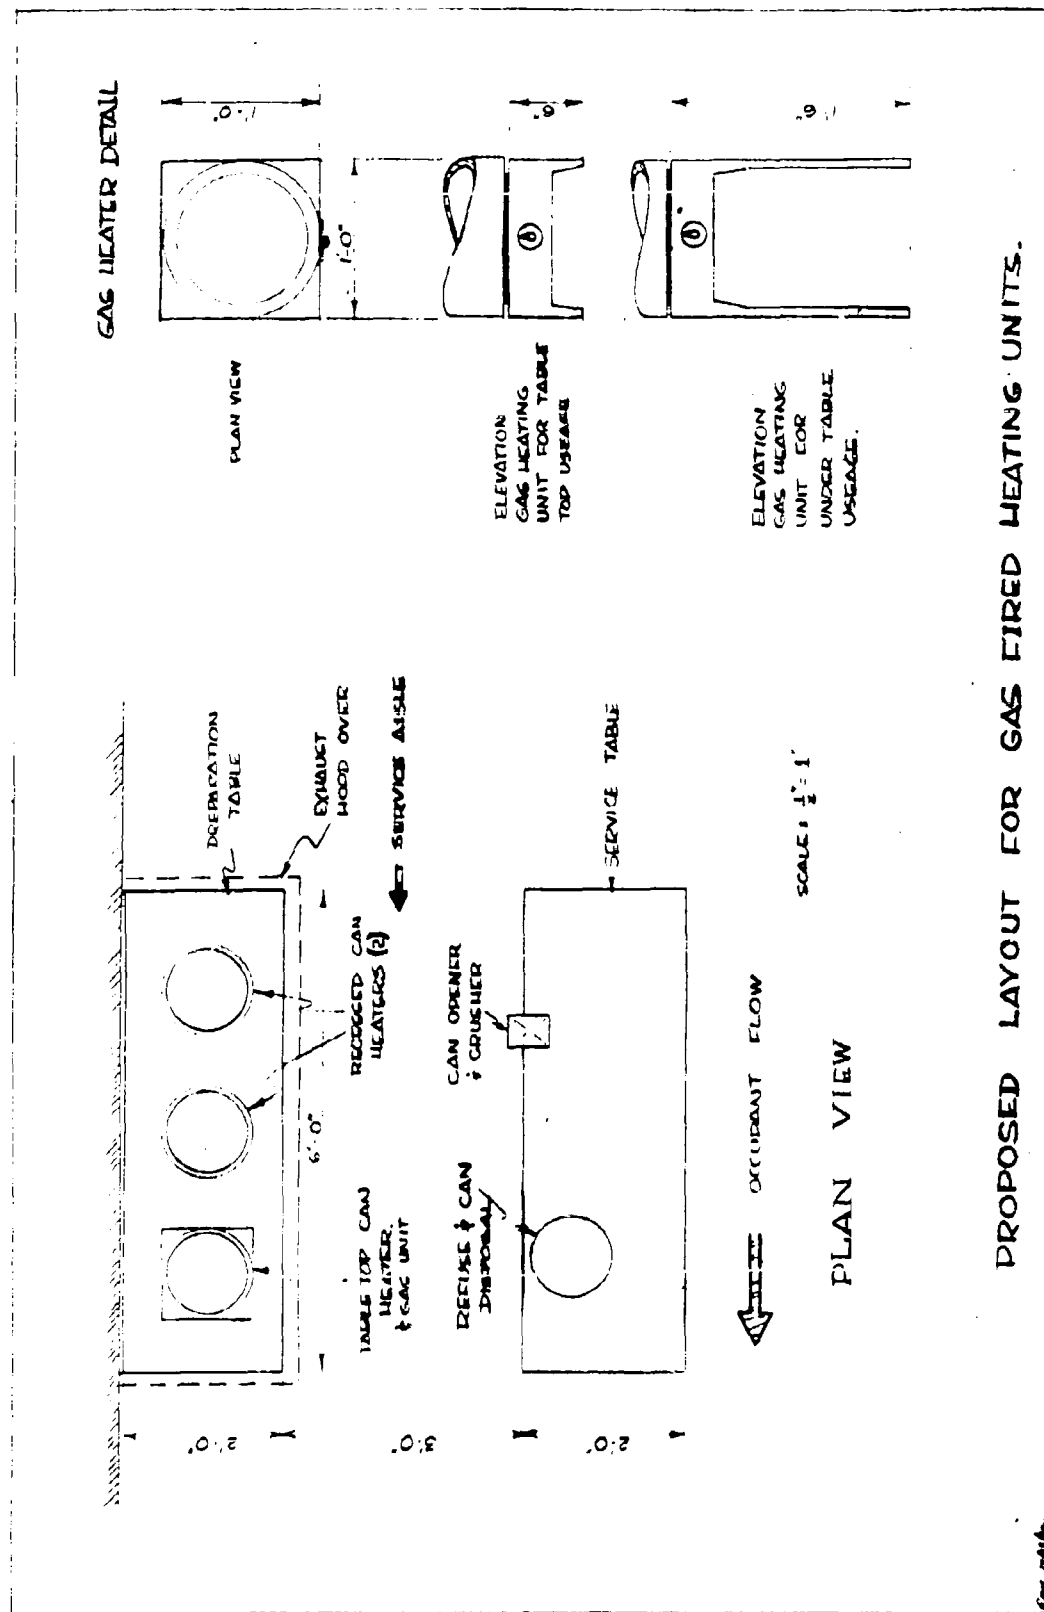 GAS HEATER DETAIL
1'-0"
1'-0"
PLAN VIEW
6"
ELEVATION
GAS HEATING
UNIT FOR TABLE
TOP USEAGE
1'-6"
ELEVATION
GAS HEATING
UNIT FOR
UNDER TABLE
USEAGE.
PREPARATION
TABLE
EXHAUST
HOOD OVER
SERVICE AISLE
RECESSED CAN
HEATERS (2)
6'-0"
TABLE TOP CAN
HEATER
& GAS UNIT
2'-0"
3'-0"
2'-0"
CAN OPENER
& CRUSHER
REFUSE & CAN
DISPOSAL
SERVICE TABLE
OCCUPANT FLOW
SCALE: ½" = 1'
PLAN VIEW
PROPOSED LAYOUT FOR GAS FIRED HEATING UNITS.